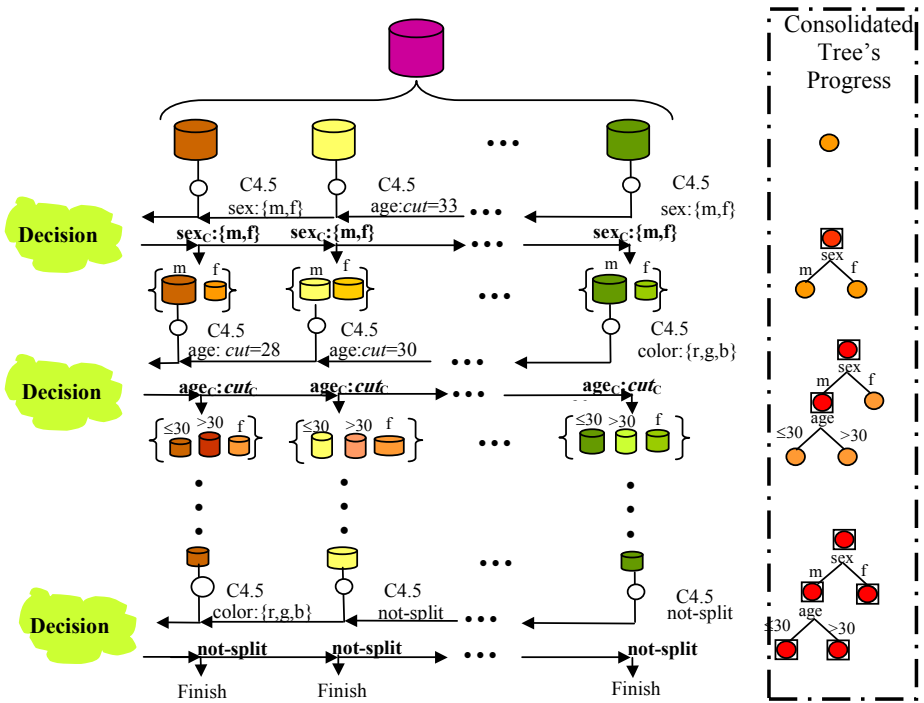 Consolidated
Tree's
Progress
C4.5
sex:{m,f}
C4.5
age:cut=33
C4.5
sex:{m,f}
Decision
sexC:{m,f}
sexC:{m,f}
sexC:{m,f}
sex
m f
m f
m f
m f
C4.5
age: cut=28
C4.5
age:cut=30
C4.5
color:{r,g,b}
Decision
ageC:cutC
ageC:cutC
ageC:cutC
sex
m f
age
≤30 >30
≤30 >30 f
≤30 >30 f
≤30 >30 f
C4.5
color:{r,g,b}
C4.5
not-split
C4.5
not-split
Decision
not-split
not-split
not-split
Finish
Finish
Finish
sex
m f
age
≤30 >30